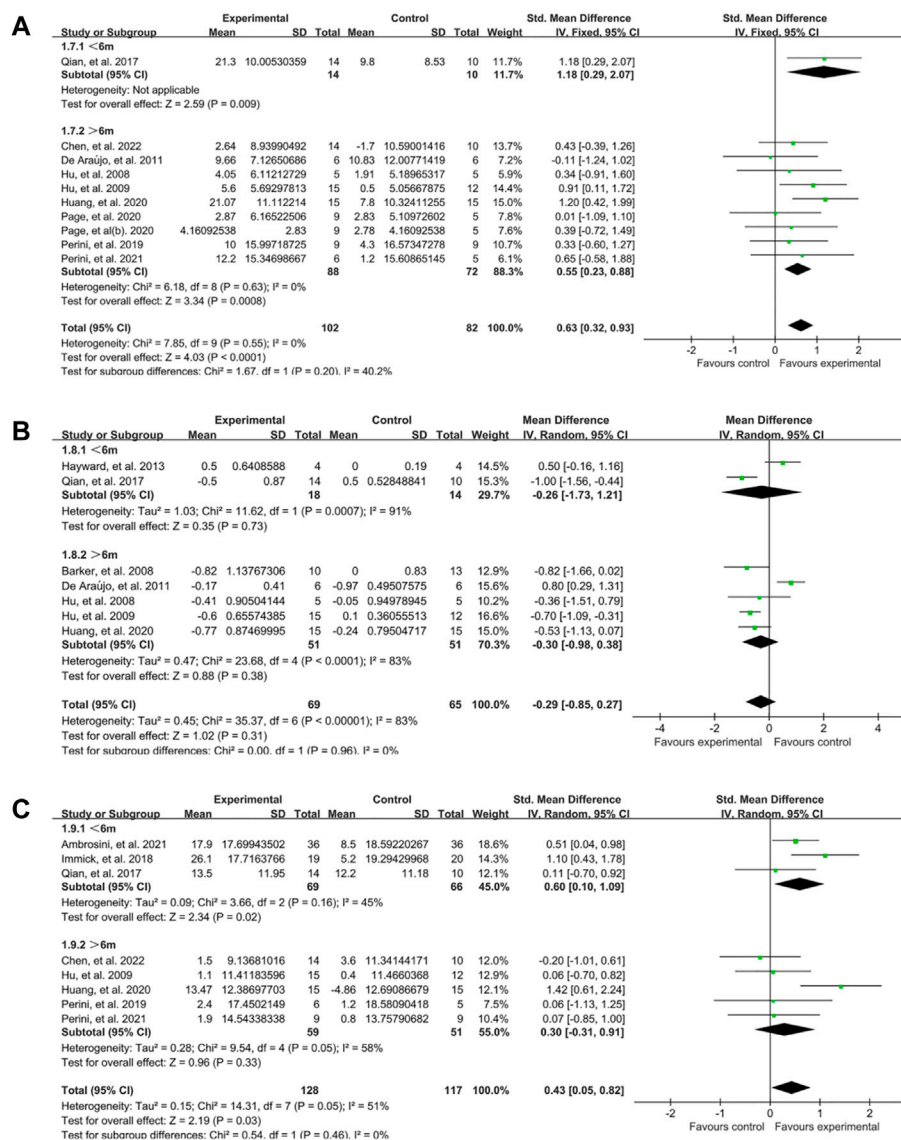 A
Experimental Control Std. Mean Difference Std. Mean Difference
Study or Subgroup Mean SD Total Mean SD Total Weight IV, Fixed, 95% CI IV, Fixed, 95% CI
1.7.1 <6m
Qian, et al. 2017 21.3 10.00530359 14 9.8 8.53 10 11.7% 1.18 [0.29, 2.07]
Subtotal (95% CI) 14 10 11.7% 1.18 [0.29, 2.07]
Heterogeneity: Not applicable
Test for overall effect: Z = 2.59 (P = 0.009)
1.7.2 >6m
Chen, et al. 2022 2.64 8.93990492 14 -1.7 10.59001416 10 13.7% 0.43 [-0.39, 1.26]
De Araújo, et al. 2011 9.66 7.12650686 6 10.83 12.00771419 6 7.2% -0.11 [-1.24, 1.02]
Hu, et al. 2008 4.05 6.11212729 5 1.91 5.18965317 5 5.9% 0.34 [-0.91, 1.60]
Hu, et al. 2009 5.6 5.69297813 15 0.5 5.05667875 12 14.4% 0.91 [0.11, 1.72]
Huang, et al. 2020 21.07 11.112214 15 7.8 10.32411255 15 15.0% 1.20 [0.42, 1.99]
Page, et al. 2020 2.87 6.16522506 9 2.83 5.10972602 5 7.8% 0.01 [-1.09, 1.10]
Page, et al(b). 2020 4.16092538 2.83 9 2.78 4.16092538 5 7.5% 0.39 [-0.72, 1.49]
Perini, et al. 2019 10 15.99718725 9 4.3 16.57347278 9 10.7% 0.33 [-0.60, 1.27]
Perini, et al. 2021 12.2 15.34698667 6 1.2 15.60865145 5 6.2% 0.65 [-0.58, 1.88]
Subtotal (95% CI) 88 72 88.3% 0.55 [0.23, 0.88]
Heterogeneity: Chi² = 6.18, df = 8 (P = 0.63); I² = 0%
Test for overall effect: Z = 3.34 (P = 0.0008)
Total (95% CI) 102 82 100.0% 0.63 [0.32, 0.93]
Heterogeneity: Chi² = 7.85, df = 9 (P = 0.55); I² = 0%
Test for overall effect: Z = 4.03 (P < 0.0001)
Test for subgroup differences: Chi² = 1.67, df = 1 (P = 0.20), I² = 40.2%
-2 -1 0 1 2
Favours control Favours experimental
B
Experimental Control Mean Difference Mean Difference
Study or Subgroup Mean SD Total Mean SD Total Weight IV, Random, 95% CI IV, Random, 95% CI
1.8.1 <6m
Hayward, et al. 2013 0.5 0.6408588 4 0 0.19 4 14.5% 0.50 [-0.16, 1.16]
Qian, et al. 2017 -0.5 0.87 14 0.5 0.52848841 10 15.3% -1.00 [-1.56, -0.44]
Subtotal (95% CI) 18 14 29.7% -0.26 [-1.73, 1.21]
Heterogeneity: Tau² = 1.03; Chi² = 11.62, df = 1 (P = 0.0007); I² = 91%
Test for overall effect: Z = 0.35 (P = 0.73)
1.8.2 >6m
Barker, et al. 2008 -0.82 1.13767306 10 0 0.83 13 12.9% -0.82 [-1.66, 0.02]
De Araújo, et al. 2011 -0.17 0.41 6 -0.97 0.49507575 6 15.7% 0.80 [0.29, 1.31]
Hu, et al. 2008 -0.41 0.90504144 5 -0.05 0.94978945 5 10.2% -0.36 [-1.51, 0.79]
Hu, et al. 2009 -0.6 0.65574385 15 0.1 0.36055513 12 16.6% -0.70 [-1.09, -0.31]
Huang, et al. 2020 -0.77 0.87469995 15 -0.24 0.79504717 15 15.0% -0.53 [-1.13, 0.07]
Subtotal (95% CI) 51 51 70.3% -0.30 [-0.98, 0.38]
Heterogeneity: Tau² = 0.47; Chi² = 23.68, df = 4 (P < 0.0001); I² = 83%
Test for overall effect: Z = 0.88 (P = 0.38)
Total (95% CI) 69 65 100.0% -0.29 [-0.85, 0.27]
Heterogeneity: Tau² = 0.45; Chi² = 35.37, df = 6 (P < 0.00001); I² = 83%
Test for overall effect: Z = 1.02 (P = 0.31)
Test for subgroup differences: Chi² = 0.00, df = 1 (P = 0.96), I² = 0%
-4 -2 0 2 4
Favours experimental Favours control
C
Experimental Control Std. Mean Difference Std. Mean Difference
Study or Subgroup Mean SD Total Mean SD Total Weight IV, Random, 95% CI IV, Random, 95% CI
1.9.1 <6m
Ambrosini, et al. 2021 17.9 17.69943502 36 8.5 18.59220267 36 18.6% 0.51 [0.04, 0.98]
Immick, et al. 2018 26.1 17.7163766 19 5.2 19.29429968 20 14.3% 1.10 [0.43, 1.78]
Qian, et al. 2017 13.5 11.95 14 12.2 11.18 10 12.1% 0.11 [-0.70, 0.92]
Subtotal (95% CI) 69 66 45.0% 0.60 [0.10, 1.09]
Heterogeneity: Tau² = 0.09; Chi² = 3.66, df = 2 (P = 0.16); I² = 45%
Test for overall effect: Z = 2.34 (P = 0.02)
1.9.2 >6m
Chen, et al. 2022 1.5 9.13681016 14 3.6 11.34144171 10 12.0% -0.20 [-1.01, 0.61]
Hu, et al. 2009 1.1 11.41183596 15 0.4 11.4660368 12 12.9% 0.06 [-0.70, 0.82]
Huang, et al. 2020 13.47 12.38697703 15 -4.86 12.69086679 15 12.1% 1.42 [0.61, 2.24]
Perini, et al. 2019 2.4 17.4502149 6 1.2 18.58090418 5 7.5% 0.06 [-1.13, 1.25]
Perini, et al. 2021 1.9 14.54338338 9 0.8 13.75790682 9 10.4% 0.07 [-0.85, 1.00]
Subtotal (95% CI) 59 51 55.0% 0.30 [-0.31, 0.91]
Heterogeneity: Tau² = 0.28; Chi² = 9.54, df = 4 (P = 0.05); I² = 58%
Test for overall effect: Z = 0.96 (P = 0.33)
Total (95% CI) 128 117 100.0% 0.43 [0.05, 0.82]
Heterogeneity: Tau² = 0.15; Chi² = 14.31, df = 7 (P = 0.05); I² = 51%
Test for overall effect: Z = 2.19 (P = 0.03)
Test for subgroup differences: Chi² = 0.54, df = 1 (P = 0.46), I² = 0%
-2 -1 0 1 2
Favours control Favours experimental